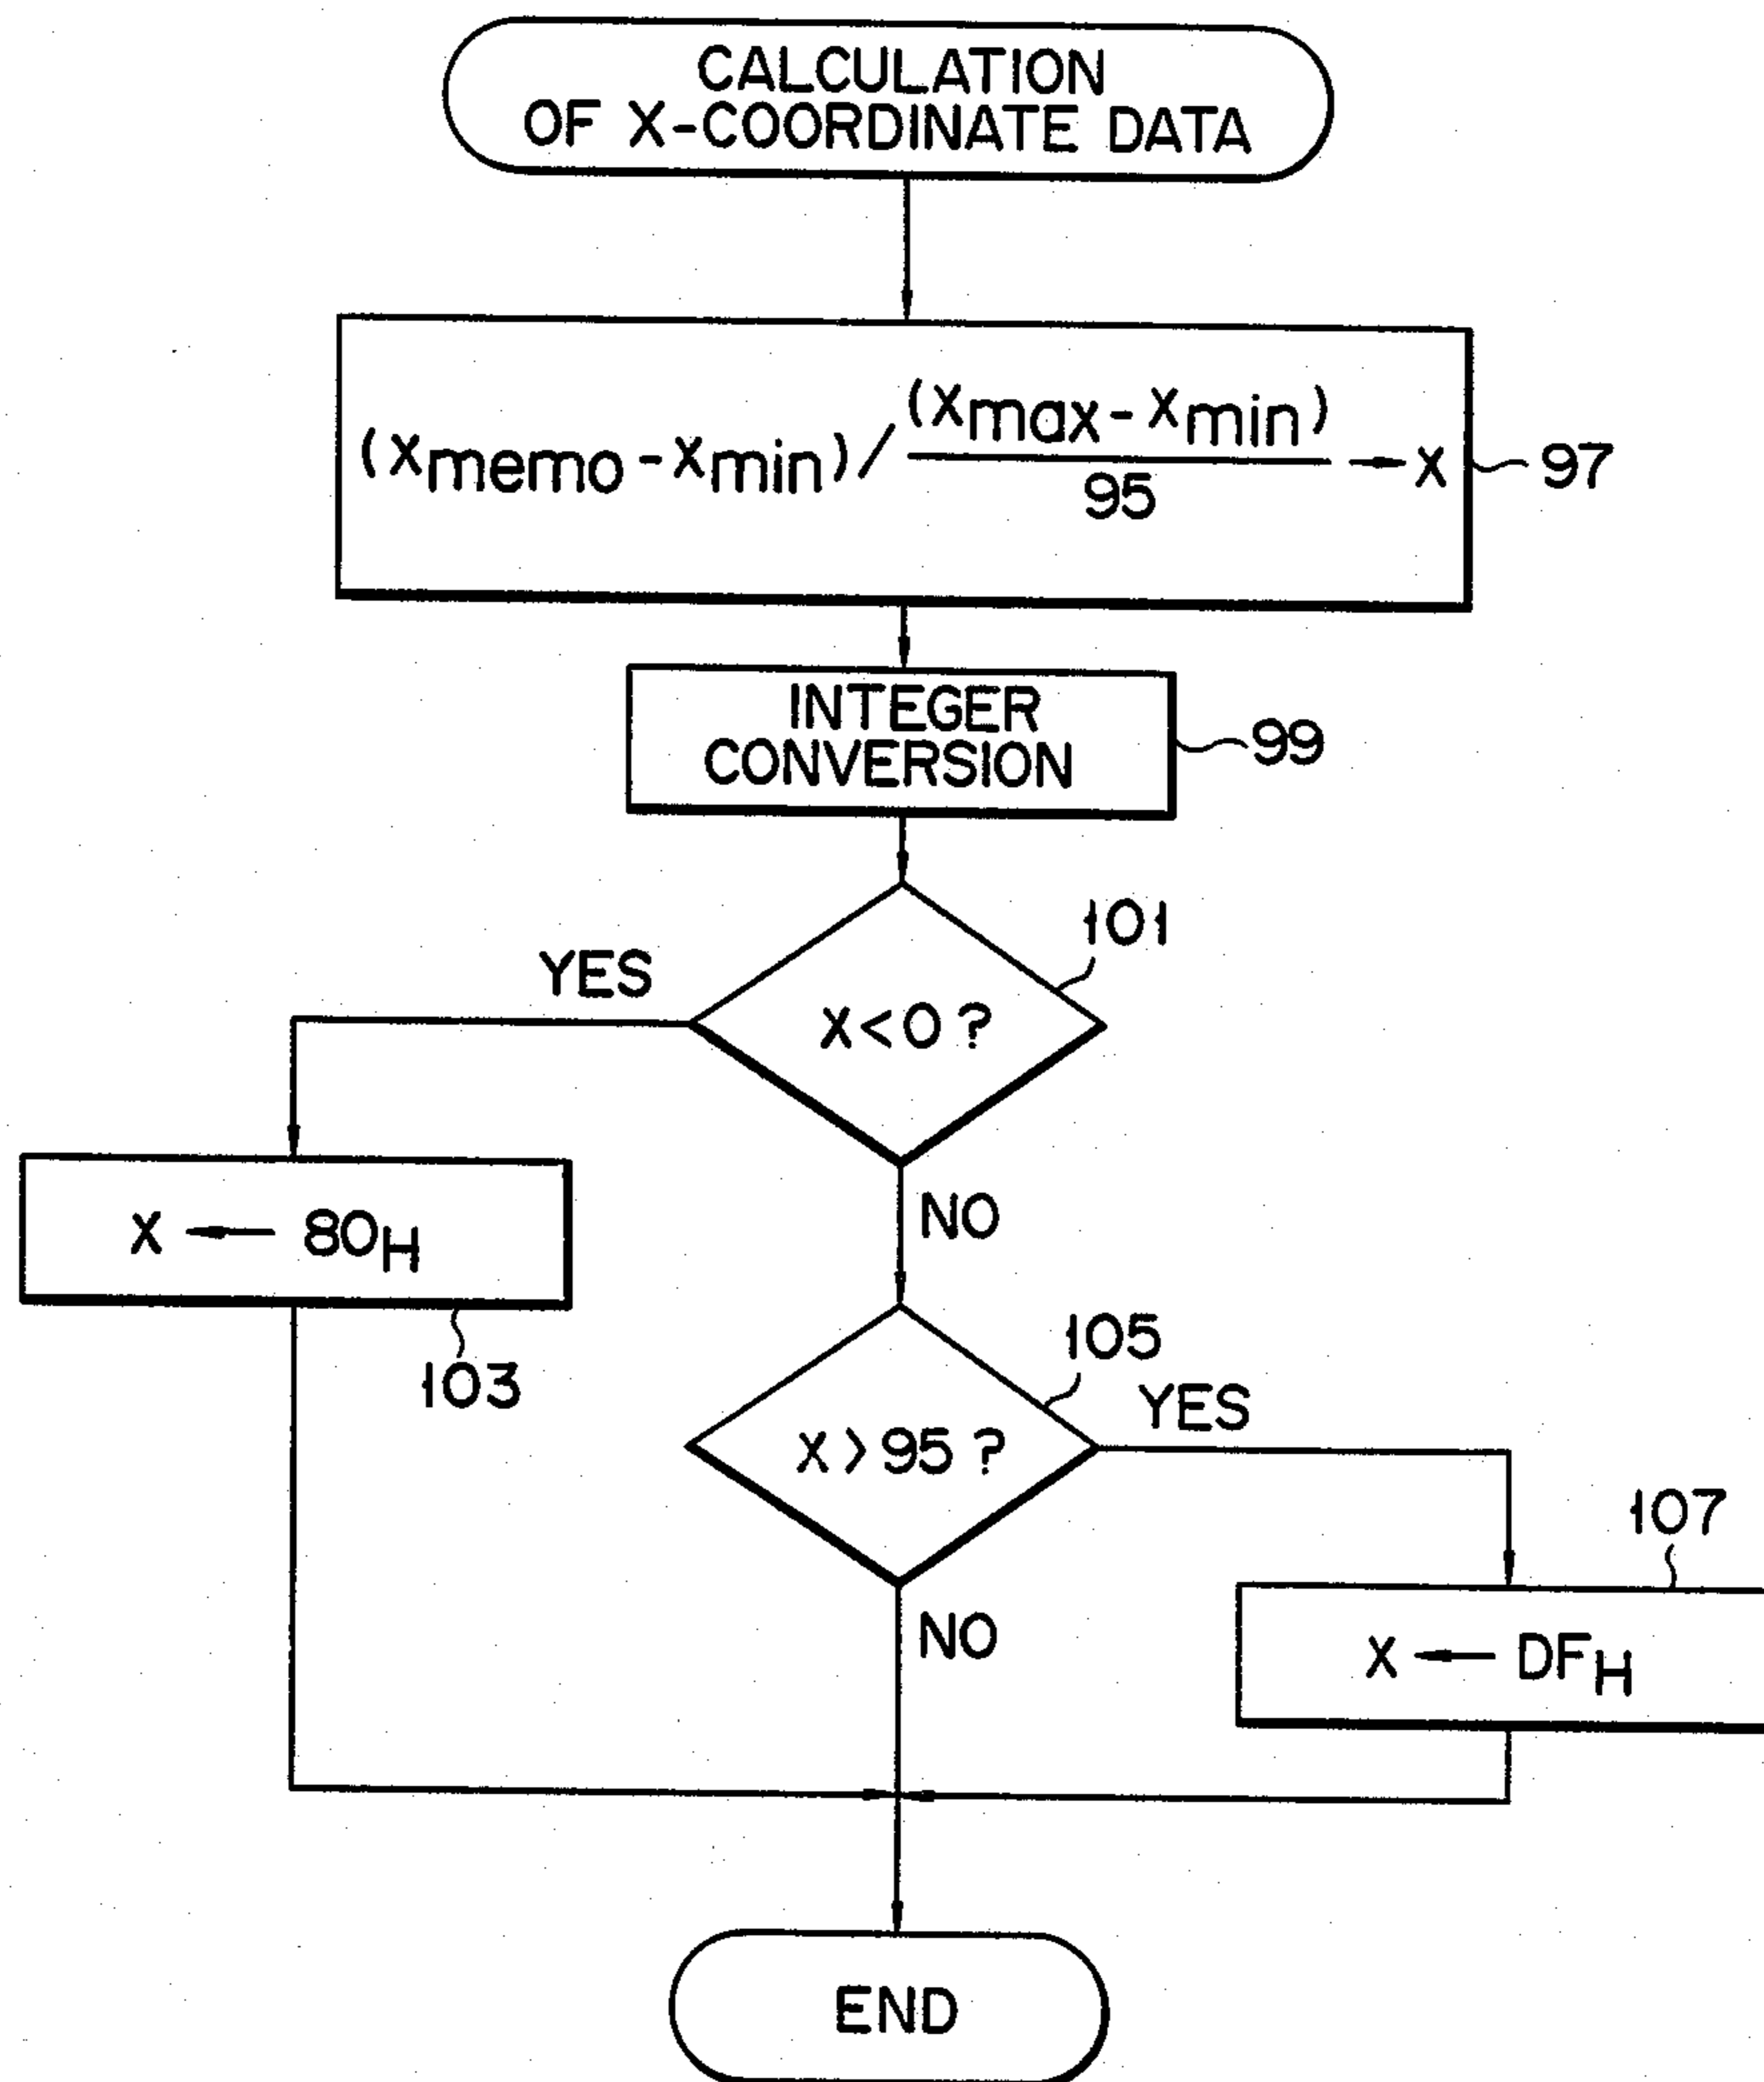 CALCULATION
OF X-COORDINATE DATA
(xmemo-xmin)/(xmax-xmin)/95→X
97
INTEGER
CONVERSION
99
101
YES
X<0?
NO
X ← 80H
103
105
YES
X>95?
107
NO
X ← DFH
END